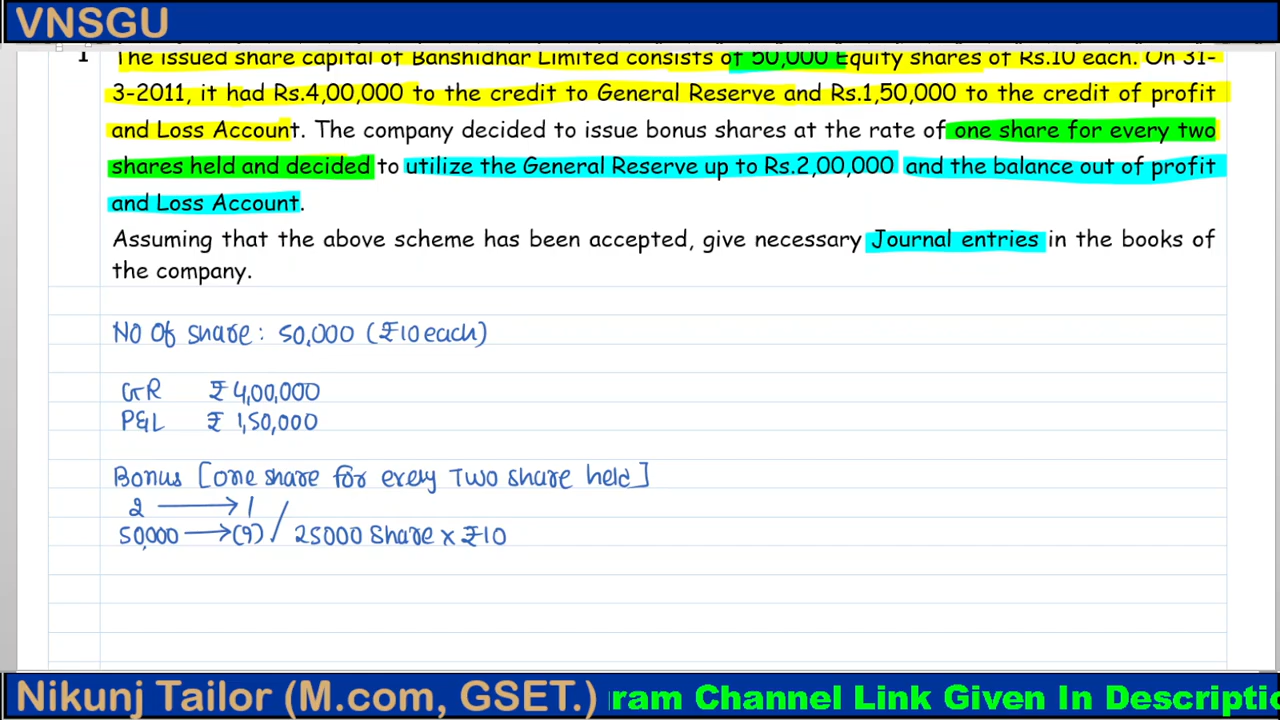 VNSGU
1 The issued share capital of Banshidhar Limited consists of 50,000 Equity shares of Rs.10 each. On 31-
3-2011, it had Rs.4,00,000 to the credit to General Reserve and Rs.1,50,000 to the credit of profit
and Loss Account. The company decided to issue bonus shares at the rate of one share for every two
shares held and decided to utilize the General Reserve up to Rs.2,00,000 and the balance out of profit
and Loss Account.
Assuming that the above scheme has been accepted, give necessary Journal entries in the books of
the company.
No Of share: 50,000 (₹10 each)
GR ₹ 4,00,000
P&L ₹ 1,50,000
Bonus [one share for every Two share held]
2 → 1
50,000 → (?) / 25000 Share x ₹10
Nikunj Tailor (M.com, GSET.) ram Channel Link Given In Descripti